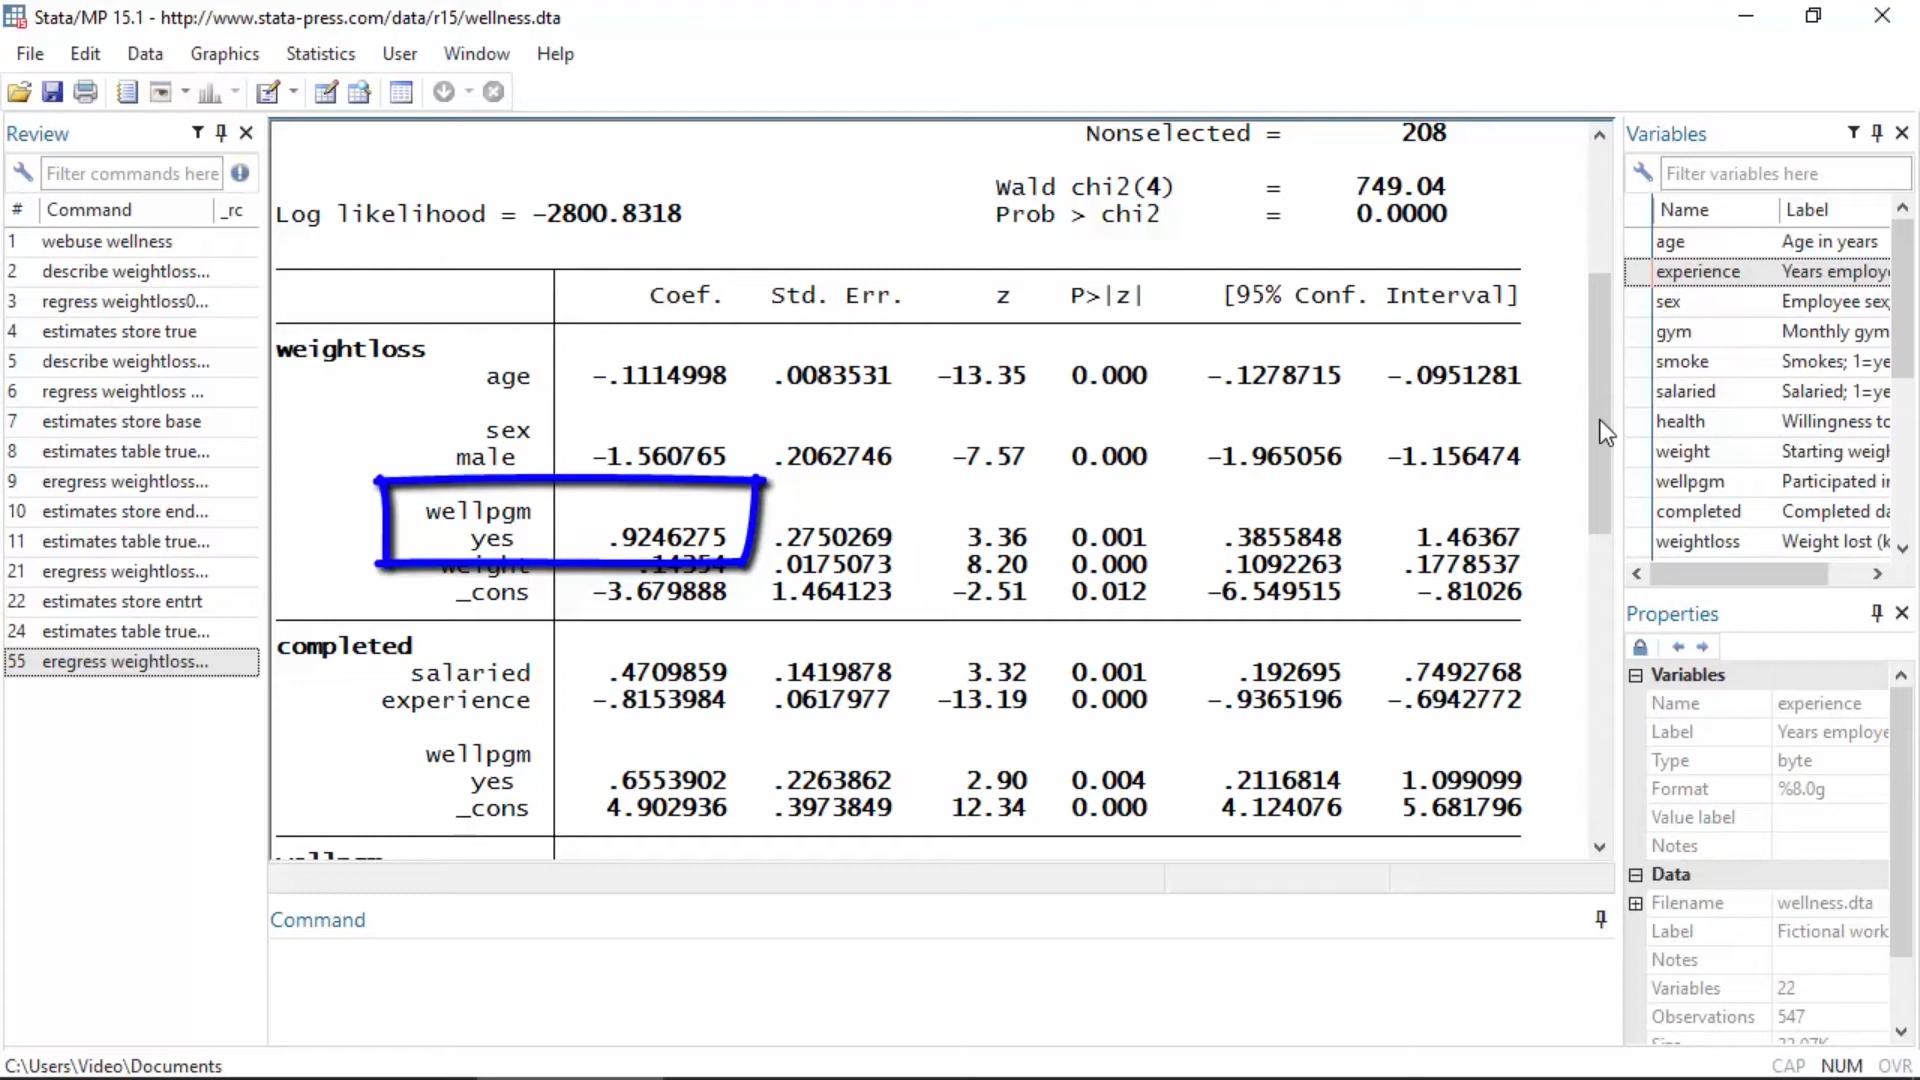 Stata/MP 15.1 - http://www.stata-press.com/data/r15/wellness.dta
File Edit Data Graphics Statistics User Window Help
Review
Filter commands here
# Command _rc
1 webuse wellness
2 describe weightloss...
3 regress weightloss0...
4 estimates store true
5 describe weightloss...
6 regress weightloss ...
7 estimates store base
8 estimates table true...
9 eregress weightloss...
10 estimates store end...
11 estimates table true...
21 eregress weightloss...
22 estimates store entrt
24 estimates table true...
55 eregress weightloss...
Nonselected = 208
Wald chi2(4) = 749.04
Log likelihood = -2800.8318 Prob > chi2 = 0.0000
Coef. Std. Err. z P>|z| [95% Conf. Interval]
weightloss
age -.1114998 .0083531 -13.35 0.000 -.1278715 -.0951281
sex
male -1.560765 .2062746 -7.57 0.000 -1.965056 -1.156474
wellpgm
yes .9246275 .2750269 3.36 0.001 .3855848 1.46367
weight .14354 .0175073 8.20 0.000 .1092263 .1778537
_cons -3.679888 1.464123 -2.51 0.012 -6.549515 -.81026
completed
salaried .4709859 .1419878 3.32 0.001 .192695 .7492768
experience -.8153984 .0617977 -13.19 0.000 -.9365196 -.6942772
wellpgm
yes .6553902 .2263862 2.90 0.004 .2116814 1.099099
_cons 4.902936 .3973849 12.34 0.000 4.124076 5.681796
Command
Variables
Filter variables here
Name Label
age Age in years
experience Years employe
sex Employee sex
gym Monthly gym
smoke Smokes; 1=ye
salaried Salaried; 1=ye
health Willingness to
weight Starting weigh
wellpgm Participated in
completed Completed da
weightloss Weight lost (k
Properties
Variables
Name experience
Label Years employe
Type byte
Format %8.0g
Value label
Notes
Data
Filename wellness.dta
Label Fictional work
Notes
Variables 22
Observations 547
C:\Users\Video\Documents
CAP NUM OVR